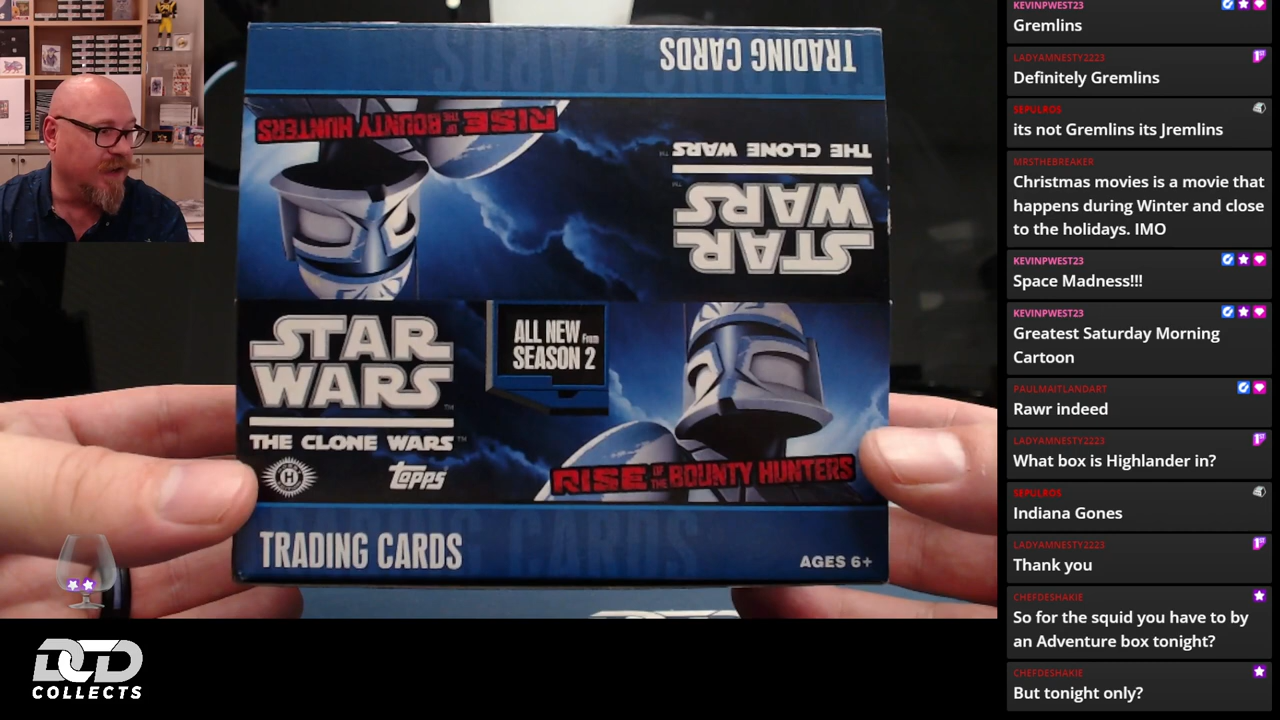 TRADING CARDS
RISE OF THE BOUNTY HUNTERS
THE CLONE WARS
STAR
WARS
STAR
WARS
THE CLONE WARS™
H
Topps
ALL NEW From
SEASON 2
RISE OF THE BOUNTY HUNTERS
TRADING CARDS
AGES 6+
DCD
COLLECTS
KEVINPWEST23
Gremlins
LADYAMNESTY2223
Definitely Gremlins
SEPULROS
its not Gremlins its Jremlins
MRSTHEBREAKER
Christmas movies is a movie that
happens during Winter and close
to the holidays. IMO
KEVINPWEST23
Space Madness!!!
KEVINPWEST23
Greatest Saturday Morning
Cartoon
PAULMAITLANDART
Rawr indeed
LADYAMNESTY2223
What box is Highlander in?
SEPULROS
Indiana Gones
LADYAMNESTY2223
Thank you
CHEFDESHAKIE
So for the squid you have to by
an Adventure box tonight?
CHEFDESHAKIE
But tonight only?